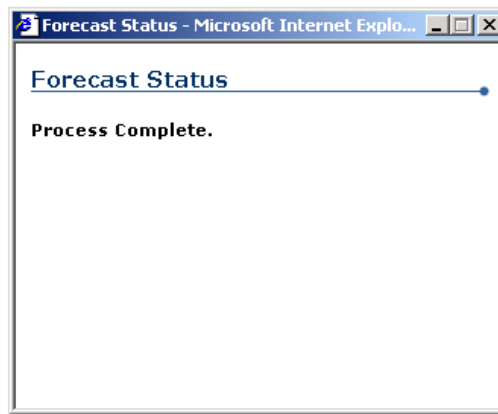 Forecast Status - Microsoft Internet Explo...
Forecast Status
Process Complete.